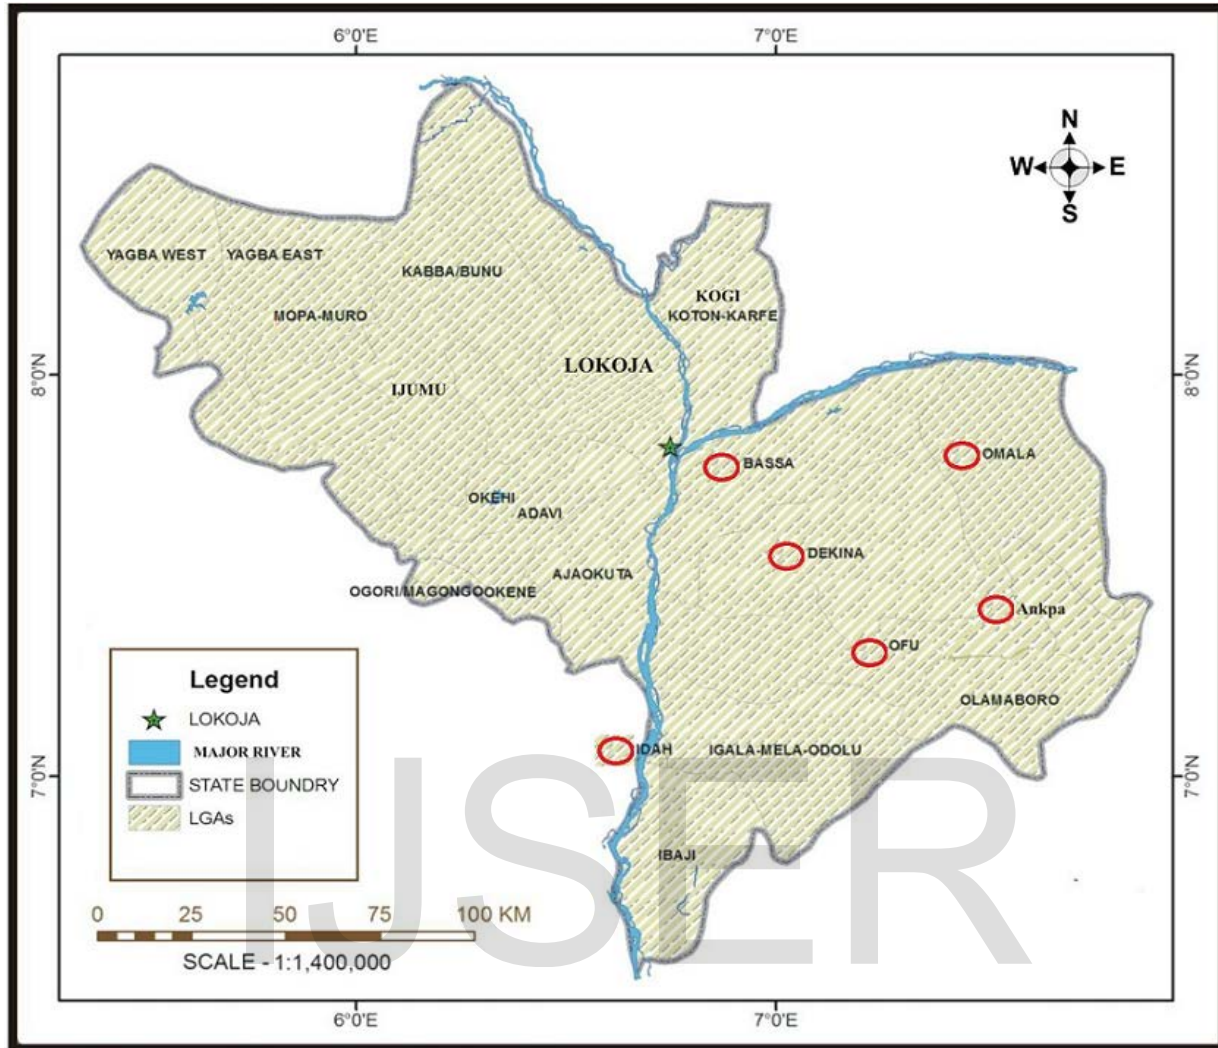 6°0'E 7°0'E
N
W E
S
YAGBA WEST YAGBA EAST
KABBA/BUNU
KOGI
MOPA-MURO KOTON-KARFE
LOKOJA
8°0'N 8°0'N
IJUMU
BASSA OMALA
OKEHI
ADAVI
DEKINA
AJAOKUTA
OGORI/MAGONGOOKENE
Ankpa
OFU
OLAMABORO
IDAH IGALA-MELA-ODOLU
7°0'N 7°0'N
IBAJI
Legend
LOKOJA
MAJOR RIVER
STATE BOUNDRY
LGAs
0 25 50 75 100 KM
SCALE - 1:1,400,000
6°0'E 7°0'E
IJSER